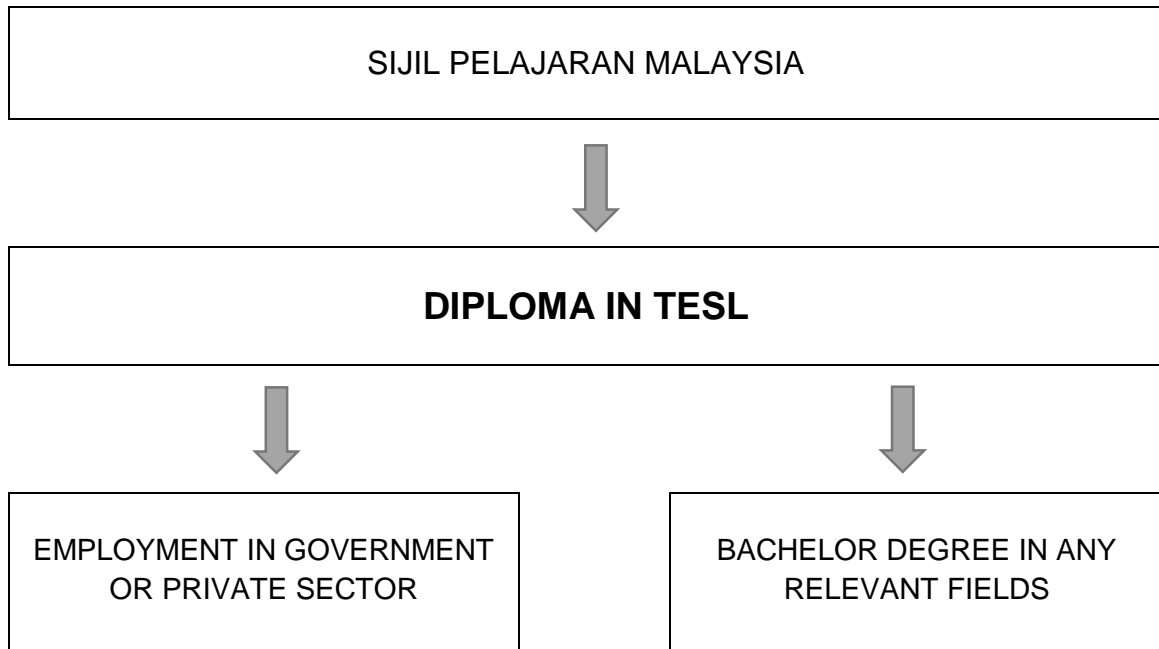 SIJIL PELAJARAN MALAYSIA
DIPLOMA IN TESL
EMPLOYMENT IN GOVERNMENT
OR PRIVATE SECTOR
BACHELOR DEGREE IN ANY
RELEVANT FIELDS